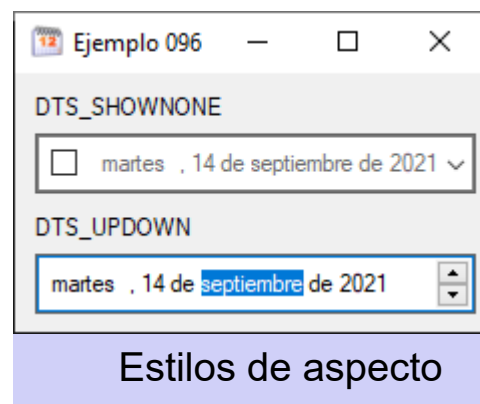 12 Ejemplo 096
DTS_SHOWNONE
martes , 14 de septiembre de 2021
DTS_UPDOWN
martes , 14 de septiembre de 2021
Estilos de aspecto